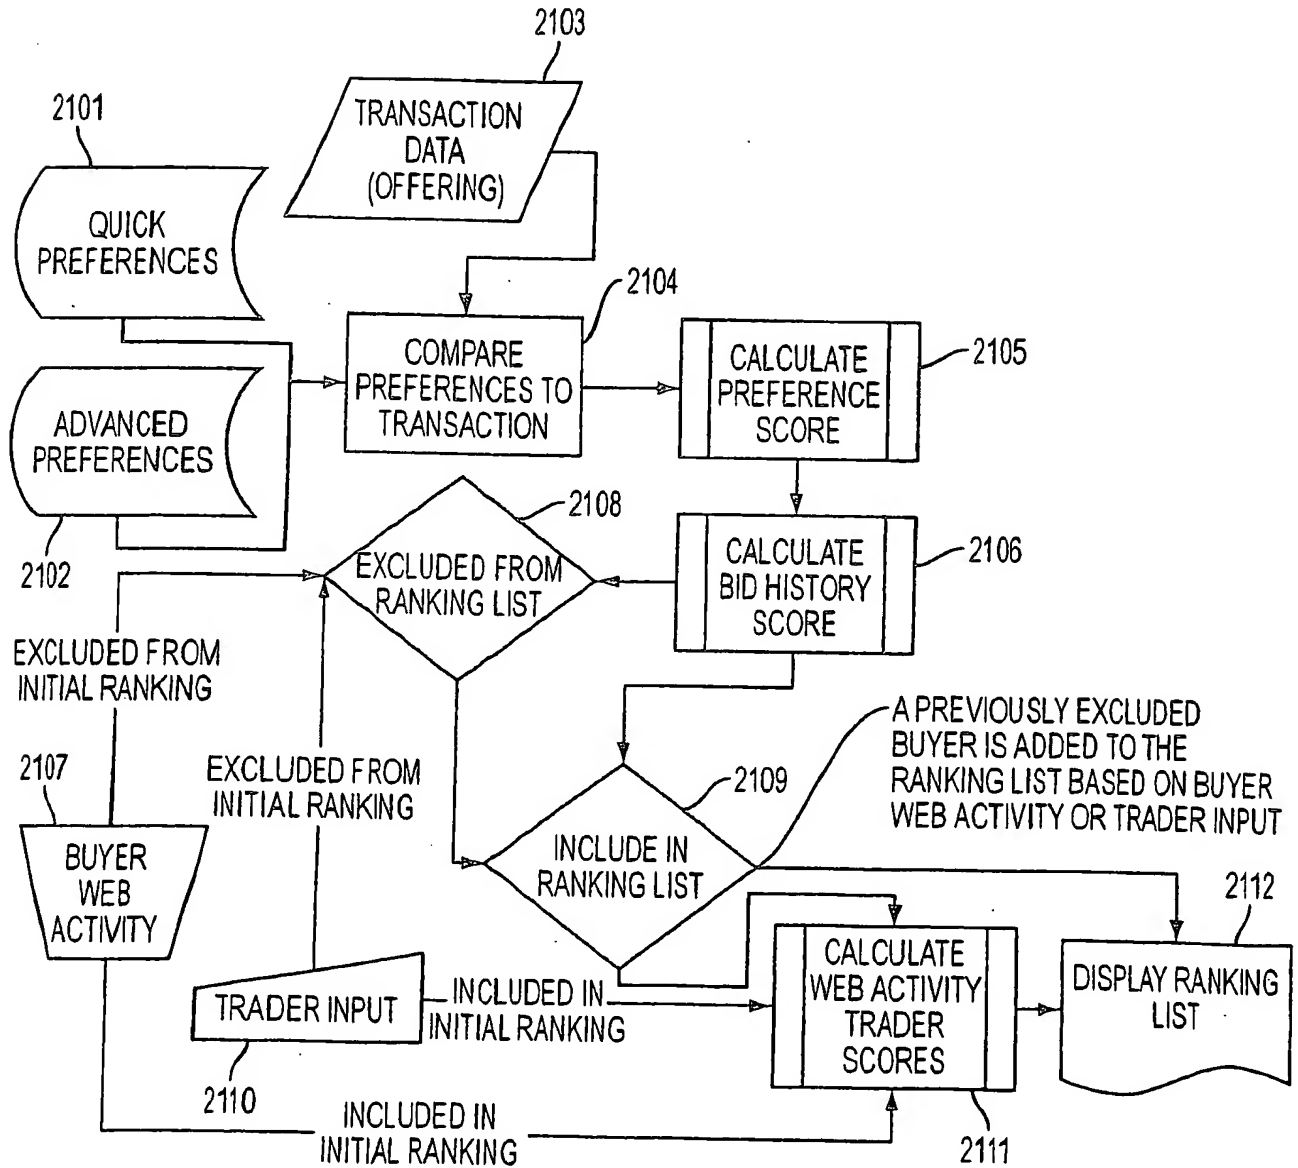 2103
TRANSACTION
DATA
(OFFERING)
2101
QUICK
PREFERENCES
2104
COMPARE
PREFERENCES TO
TRANSACTION
2105
CALCULATE
PREFERENCE
SCORE
ADVANCED
PREFERENCES
2102
2108
EXCLUDED FROM
RANKING LIST
2106
CALCULATE
BID HISTORY
SCORE
EXCLUDED FROM
INITIAL RANKING
A PREVIOUSLY EXCLUDED
BUYER IS ADDED TO THE
RANKING LIST BASED ON BUYER
WEB ACTIVITY OR TRADER INPUT
2107
BUYER
WEB
ACTIVITY
EXCLUDED FROM
INITIAL RANKING
2109
INCLUDE IN
RANKING LIST
2112
DISPLAY RANKING
LIST
TRADER INPUT
2110
INCLUDED IN
INITIAL RANKING
CALCULATE
WEB ACTIVITY
TRADER
SCORES
2111
INCLUDED IN
INITIAL RANKING